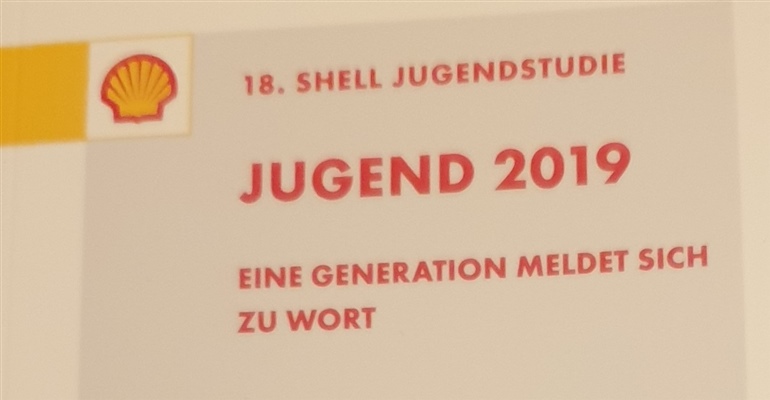 18. SHELL JUGENDSTUDIE
JUGEND 2019
EINE GENERATION MELDET SICH
ZU WORT